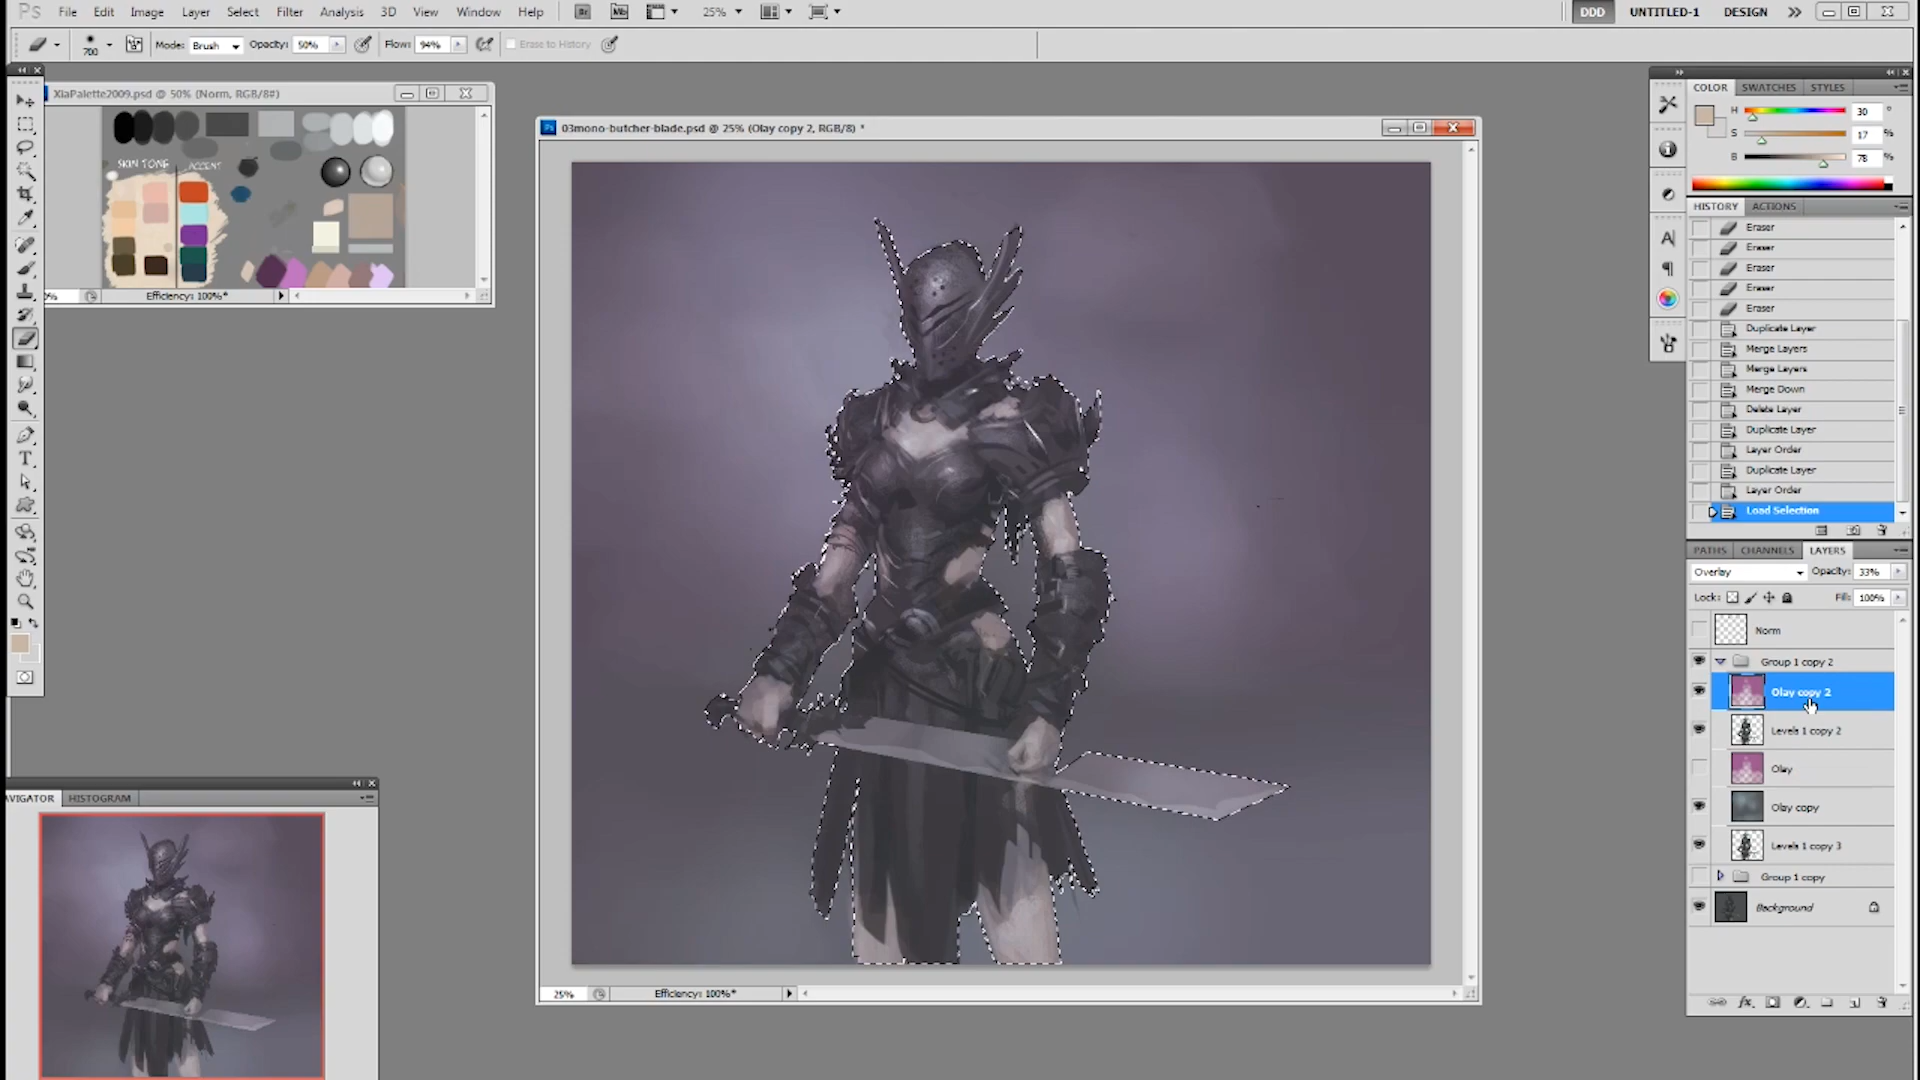 Ps File Edit Image Layer Select Filter Analysis 3D View Window Help Br Mb 25% DDD UNTITLED-1 DESIGN
700 Mode: Brush Opacity: 50% Flow: 94% Erase to History
XiaPalette2009.psd @ 50% (Norm, RGB/8#)
SKIN TONE ACCENT
Efficiency: 100%*
03mono-butcher-blade.psd @ 25% (Olay copy 2, RGB/8) *
25% Efficiency: 100%*
NAVIGATOR HISTOGRAM
COLOR SWATCHES STYLES
H 30 °
S 17 %
B 78 %
HISTORY ACTIONS
Eraser
Eraser
Eraser
Eraser
Eraser
Duplicate Layer
Merge Layers
Merge Layers
Merge Down
Delete Layer
Duplicate Layer
Layer Order
Duplicate Layer
Layer Order
Load Selection
PATHS CHANNELS LAYERS
Overlay Opacity: 33%
Lock: Fill: 100%
Norm
Group 1 copy 2
Olay copy 2
Levels 1 copy 2
Olay
Olay copy
Levels 1 copy 3
Group 1 copy
Background